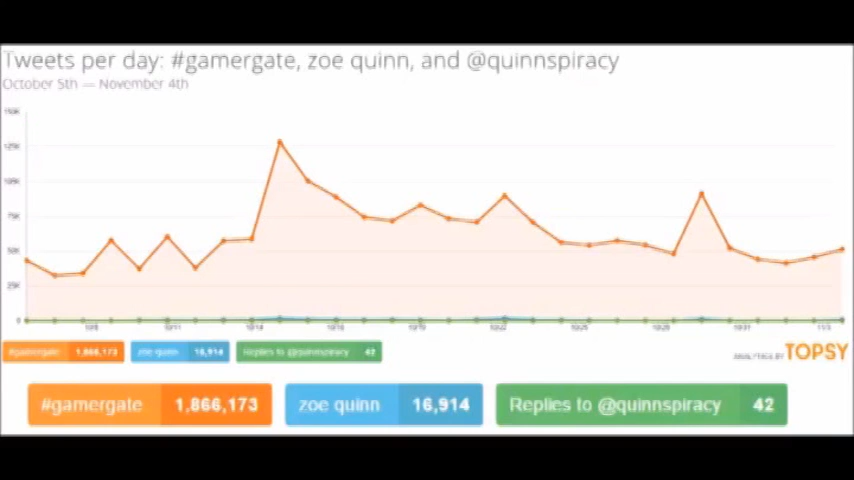 Tweets per day: #gamergate, zoe quinn, and @quinnspiracy
October 5th — November 4th
150K
125K
100K
75K
50K
25K
0
10/8 10/11 10/14 10/16 10/19 10/22 10/25 10/28 10/31 11/3
#gamergate 1,866,173 zoe quinn 16,914 Replies to @quinnspiracy 42
ANALYTICS BY TOPSY
#gamergate 1,866,173 zoe quinn 16,914 Replies to @quinnspiracy 42